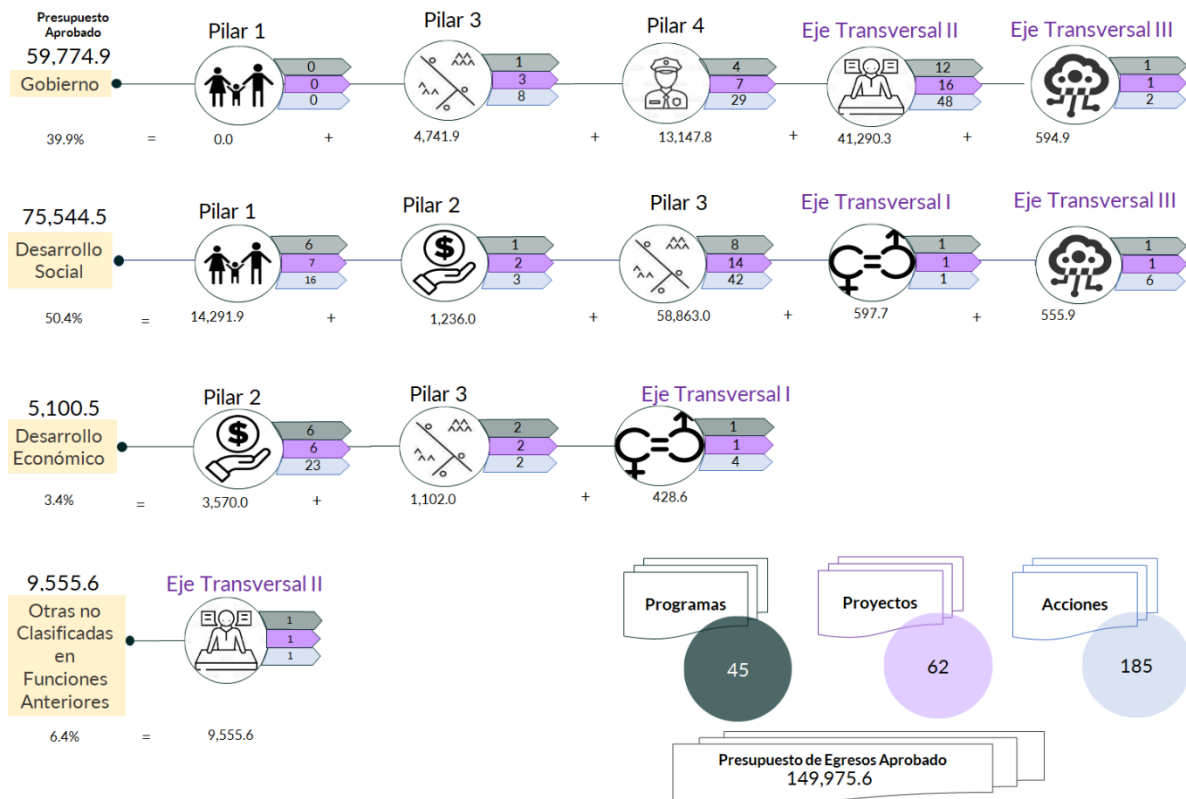 Presupuesto
Aprobado
59,774.9
Gobierno
Pilar 1
0
0
0
Pilar 3
1
3
8
Pilar 4
4
7
29
Eje Transversal II
12
16
48
Eje Transversal III
1
1
2
39.9% = 0.0 + 4,741.9 + 13,147.8 + 41,290.3 + 594.9
75,544.5
Desarrollo
Social
Pilar 1
6
7
16
Pilar 2
$
1
2
3
Pilar 3
8
14
42
Eje Transversal I
1
1
1
Eje Transversal III
1
1
6
50.4% = 14,291.9 + 1,236.0 + 58,863.0 + 597.7 + 555.9
5,100.5
Desarrollo
Económico
Pilar 2
$
6
6
23
Pilar 3
2
2
2
Eje Transversal I
1
1
4
3.4% = 3,570.0 + 1,102.0 + 428.6
9,555.6
Otras no
Clasificadas
en
Funciones
Anteriores
Eje Transversal II
1
1
1
6.4% = 9,555.6
Programas
45
Proyectos
62
Acciones
185
Presupuesto de Egresos Aprobado
149,975.6